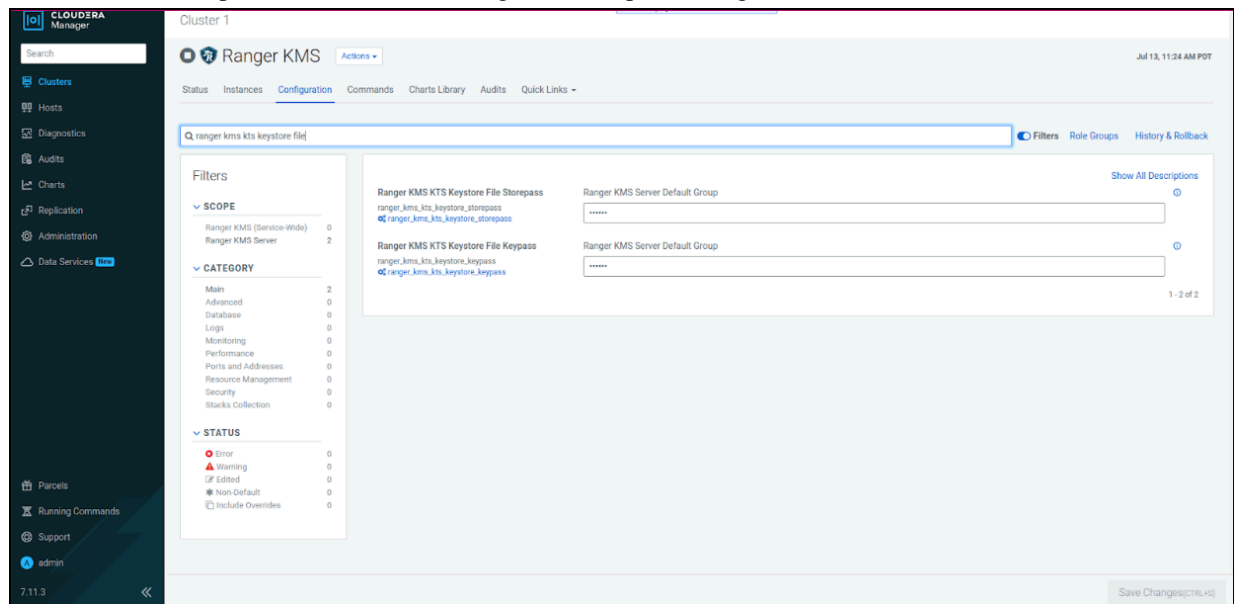 CLOUDERA
Manager
Search
Clusters
Hosts
Diagnostics
Audits
Charts
Replication
Administration
Data Services New
Parcels
Running Commands
Support
A admin
7.11.3
Cluster 1
Ranger KMS Actions
Jul 13, 11:24 AM PDT
Status Instances Configuration Commands Charts Library Audits Quick Links
ranger kms kts keystore file
Filters Role Groups History & Rollback
Filters
SCOPE
Ranger KMS (Service-Wide) 0
Ranger KMS Server 2
CATEGORY
Main 2
Advanced 0
Database 0
Logs 0
Monitoring 0
Performance 0
Ports and Addresses 0
Resource Management 0
Security 0
Stacks Collection 0
STATUS
Error 0
Warning 0
Edited 0
Non-Default 0
Include Overrides 0
Show All Descriptions
Ranger KMS KTS Keystore File Storepass Ranger KMS Server Default Group
ranger_kms_kts_keystore_storepass
ranger_kms_kts_keystore_storepass
••••••
Ranger KMS KTS Keystore File Keypass Ranger KMS Server Default Group
ranger_kms_kts_keystore_keypass
ranger_kms_kts_keystore_keypass
••••••
1 - 2 of 2
Save Changes(CTRL+S)